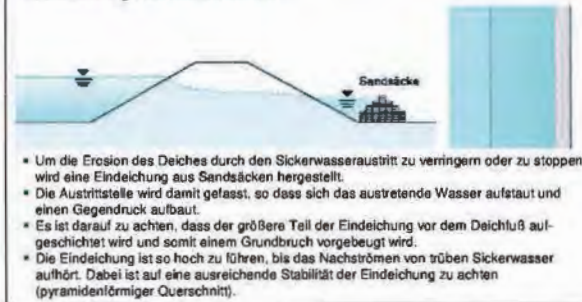 Sandsäcke
• Um die Erosion des Deiches durch den Sickerwasseraustritt zu verringern oder zu stoppen
wird eine Eindeichung aus Sandsäcken hergestellt.
• Die Austrittstelle wird damit gefasst, so dass sich das austretende Wasser aufstaut und
einen Gegendruck aufbaut.
• Es ist darauf zu achten, dass der größere Teil der Eindeichung vor dem Deichfuß auf-
geschichtet wird und somit einem Grundbruch vorgebeugt wird.
• Die Eindeichung ist so hoch zu führen, bis das Nachströmen von trüben Sickerwasser
aufhört. Dabei ist auf eine ausreichende Stabilität der Eindeichung zu achten
(pyramidenförmiger Querschnitt).